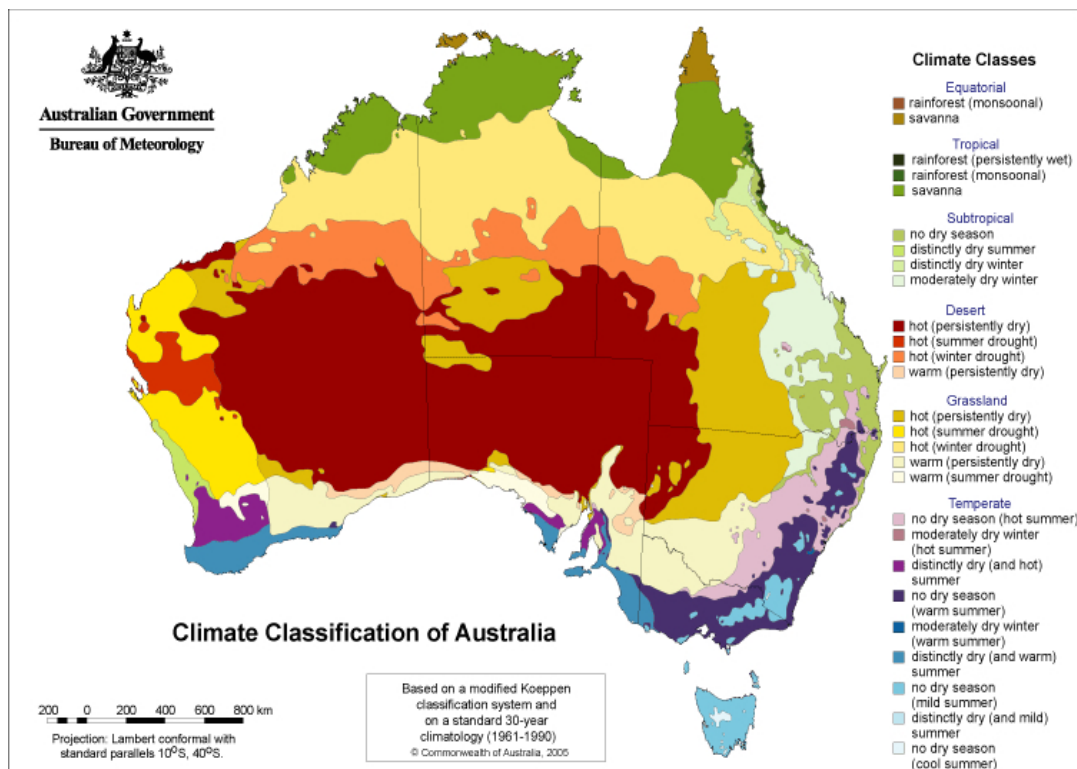 Australian Government
Bureau of Meteorology
Climate Classes
Equatorial
rainforest (monsoonal)
savanna
Tropical
rainforest (persistently wet)
rainforest (monsoonal)
savanna
Subtropical
no dry season
distinctly dry summer
distinctly dry winter
moderately dry winter
Desert
hot (persistently dry)
hot (summer drought)
hot (winter drought)
warm (persistently dry)
Grassland
hot (persistently dry)
hot (summer drought)
hot (winter drought)
warm (persistently dry)
warm (summer drought)
Temperate
no dry season (hot summer)
moderately dry winter
(hot summer)
distinctly dry (and hot)
summer
no dry season
(warm summer)
moderately dry winter
(warm summer)
distinctly dry (and warm)
summer
no dry season
(mild summer)
distinctly dry (and mild)
summer
no dry season
(cool summer)
Climate Classification of Australia
Based on a modified Koeppen
classification system and
on a standard 30-year
climatology (1961-1990)
© Commonwealth of Australia, 2005
200 0 200 400 600 800 km
Projection: Lambert conformal with
standard parallels 10°S, 40°S.